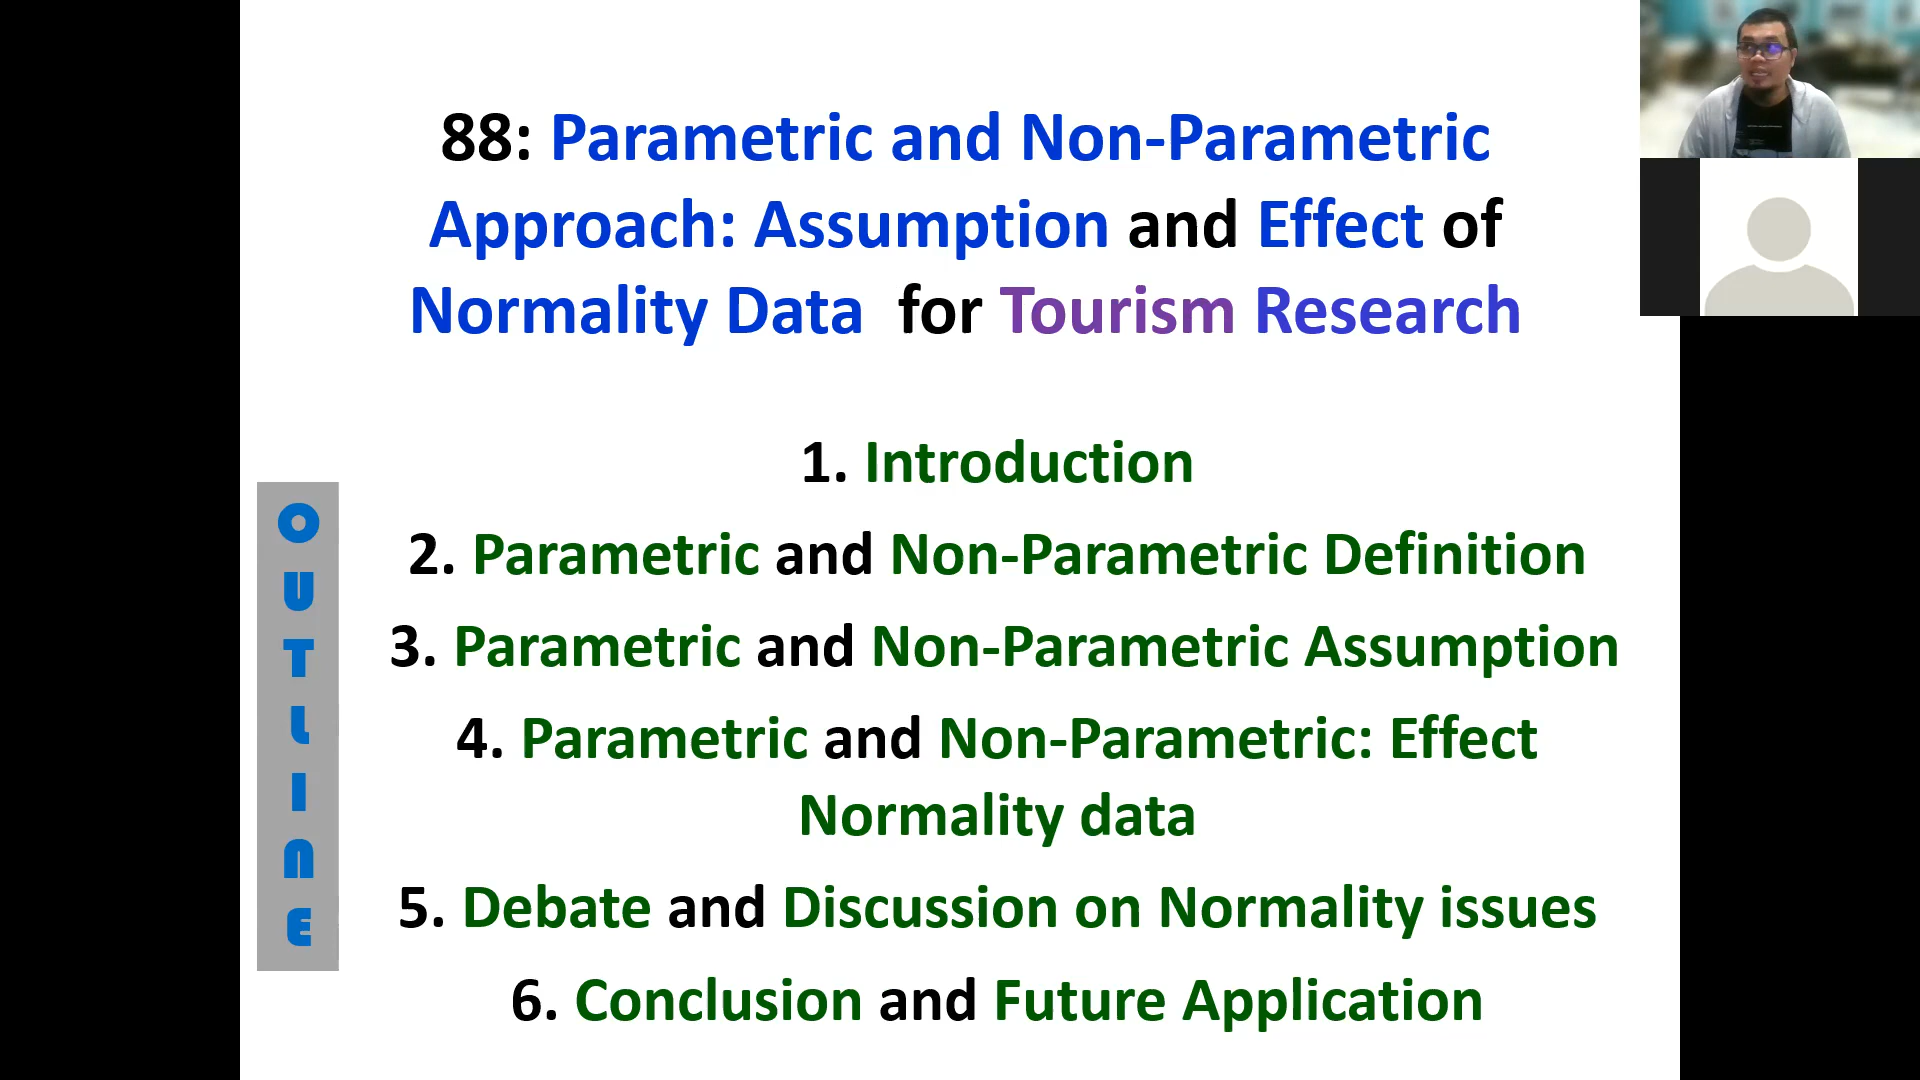 88: Parametric and Non-Parametric
Approach: Assumption and Effect of
Normality Data for Tourism Research
OUTLINE
1. Introduction
2. Parametric and Non-Parametric Definition
3. Parametric and Non-Parametric Assumption
4. Parametric and Non-Parametric: Effect
Normality data
5. Debate and Discussion on Normality issues
6. Conclusion and Future Application